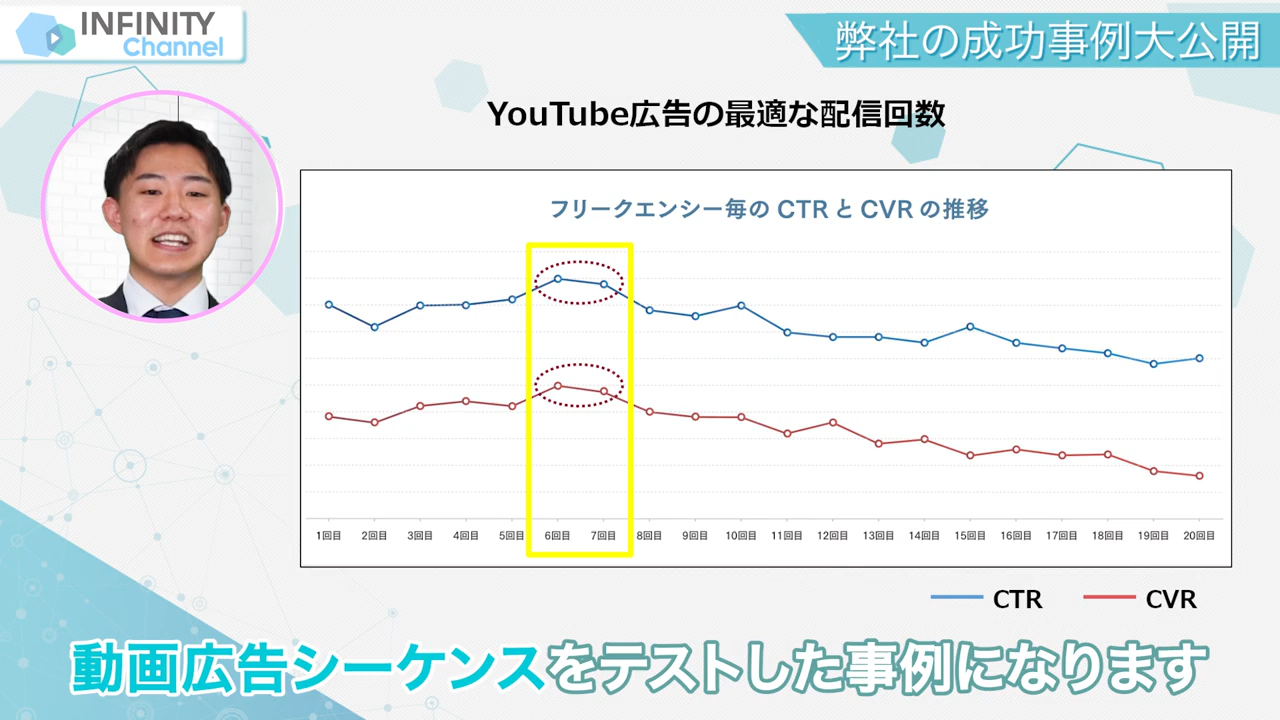 INFINITY
Channel
弊社の成功事例大公開
YouTube広告の最適な配信回数
フリークエンシー毎の CTR と CVR の推移
1回目 2回目 3回目 4回目 5回目 6回目 7回目 8回目 9回目 10回目 11回目 12回目 13回目 14回目 15回目 16回目 17回目 18回目 19回目 20回目
CTR CVR
動画広告シーケンスをテストした事例になります